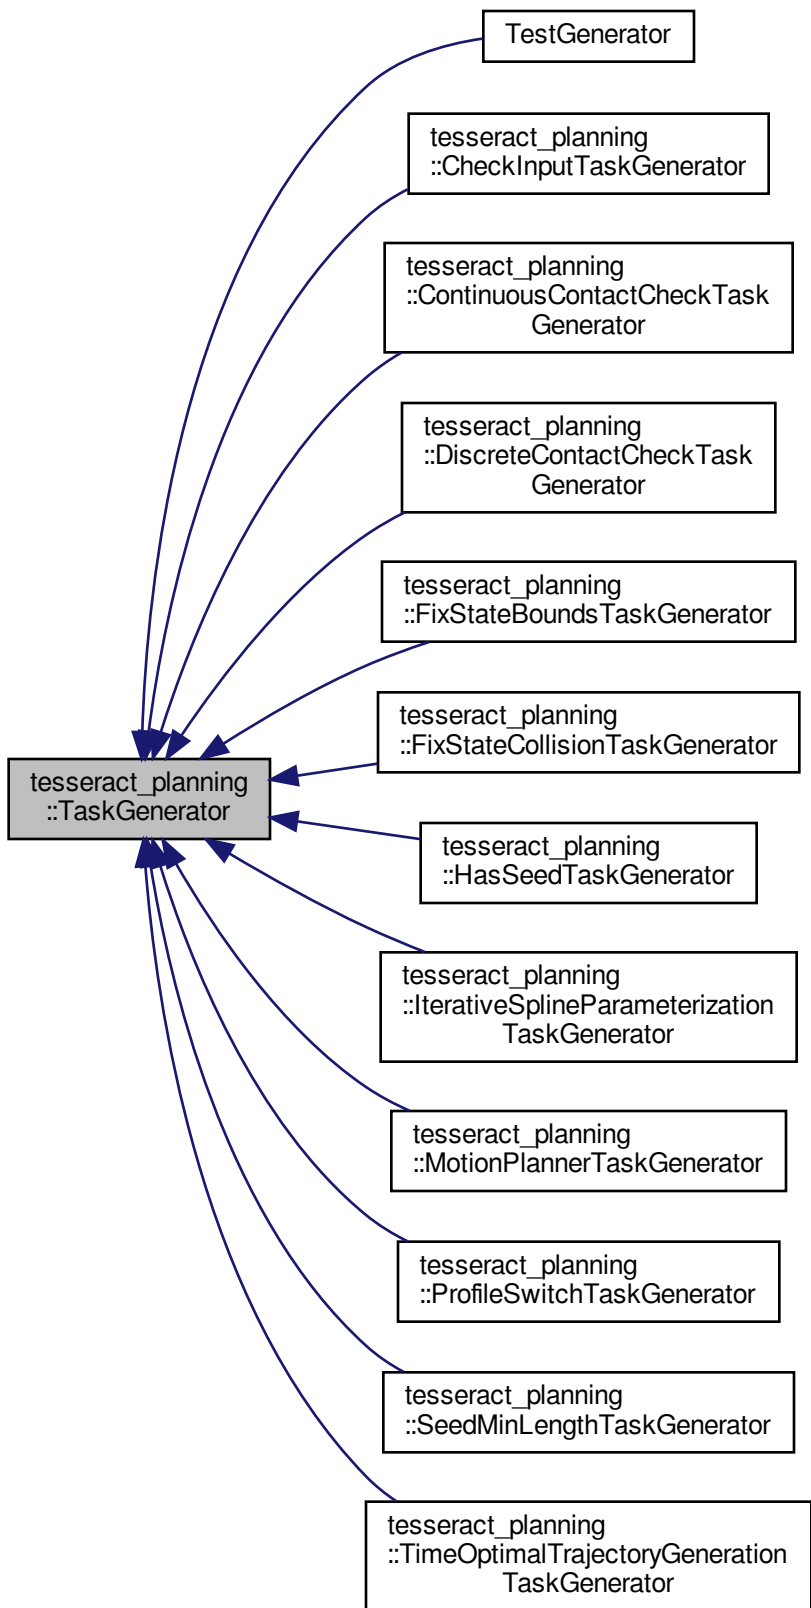 TestGenerator
tesseract_planning
::CheckInputTaskGenerator
tesseract_planning
::ContinuousContactCheckTask
Generator
tesseract_planning
::DiscreteContactCheckTask
Generator
tesseract_planning
::FixStateBoundsTaskGenerator
tesseract_planning
::FixStateCollisionTaskGenerator
tesseract_planning
::TaskGenerator
tesseract_planning
::HasSeedTaskGenerator
tesseract_planning
::IterativeSplineParameterization
TaskGenerator
tesseract_planning
::MotionPlannerTaskGenerator
tesseract_planning
::ProfileSwitchTaskGenerator
tesseract_planning
::SeedMinLengthTaskGenerator
tesseract_planning
::TimeOptimalTrajectoryGeneration
TaskGenerator